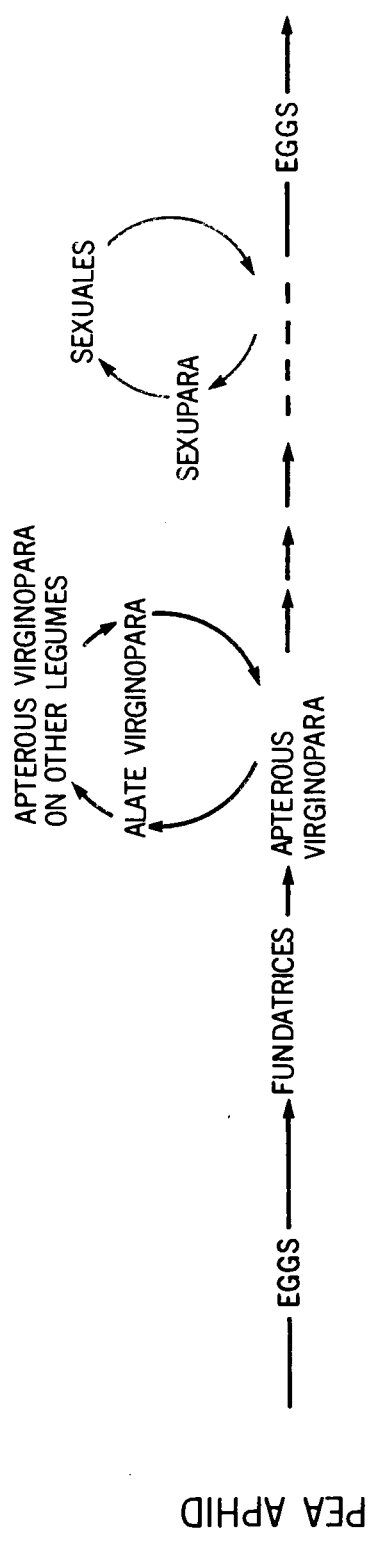 PEA APHID
EGGS
FUNDATRICES
APTEROUS
VIRGINOPARA
ALATE VIRGINOPARA
APTEROUS VIRGINOPARA
ON OTHER LEGUMES
SEXUPARA
SEXUALES
EGGS